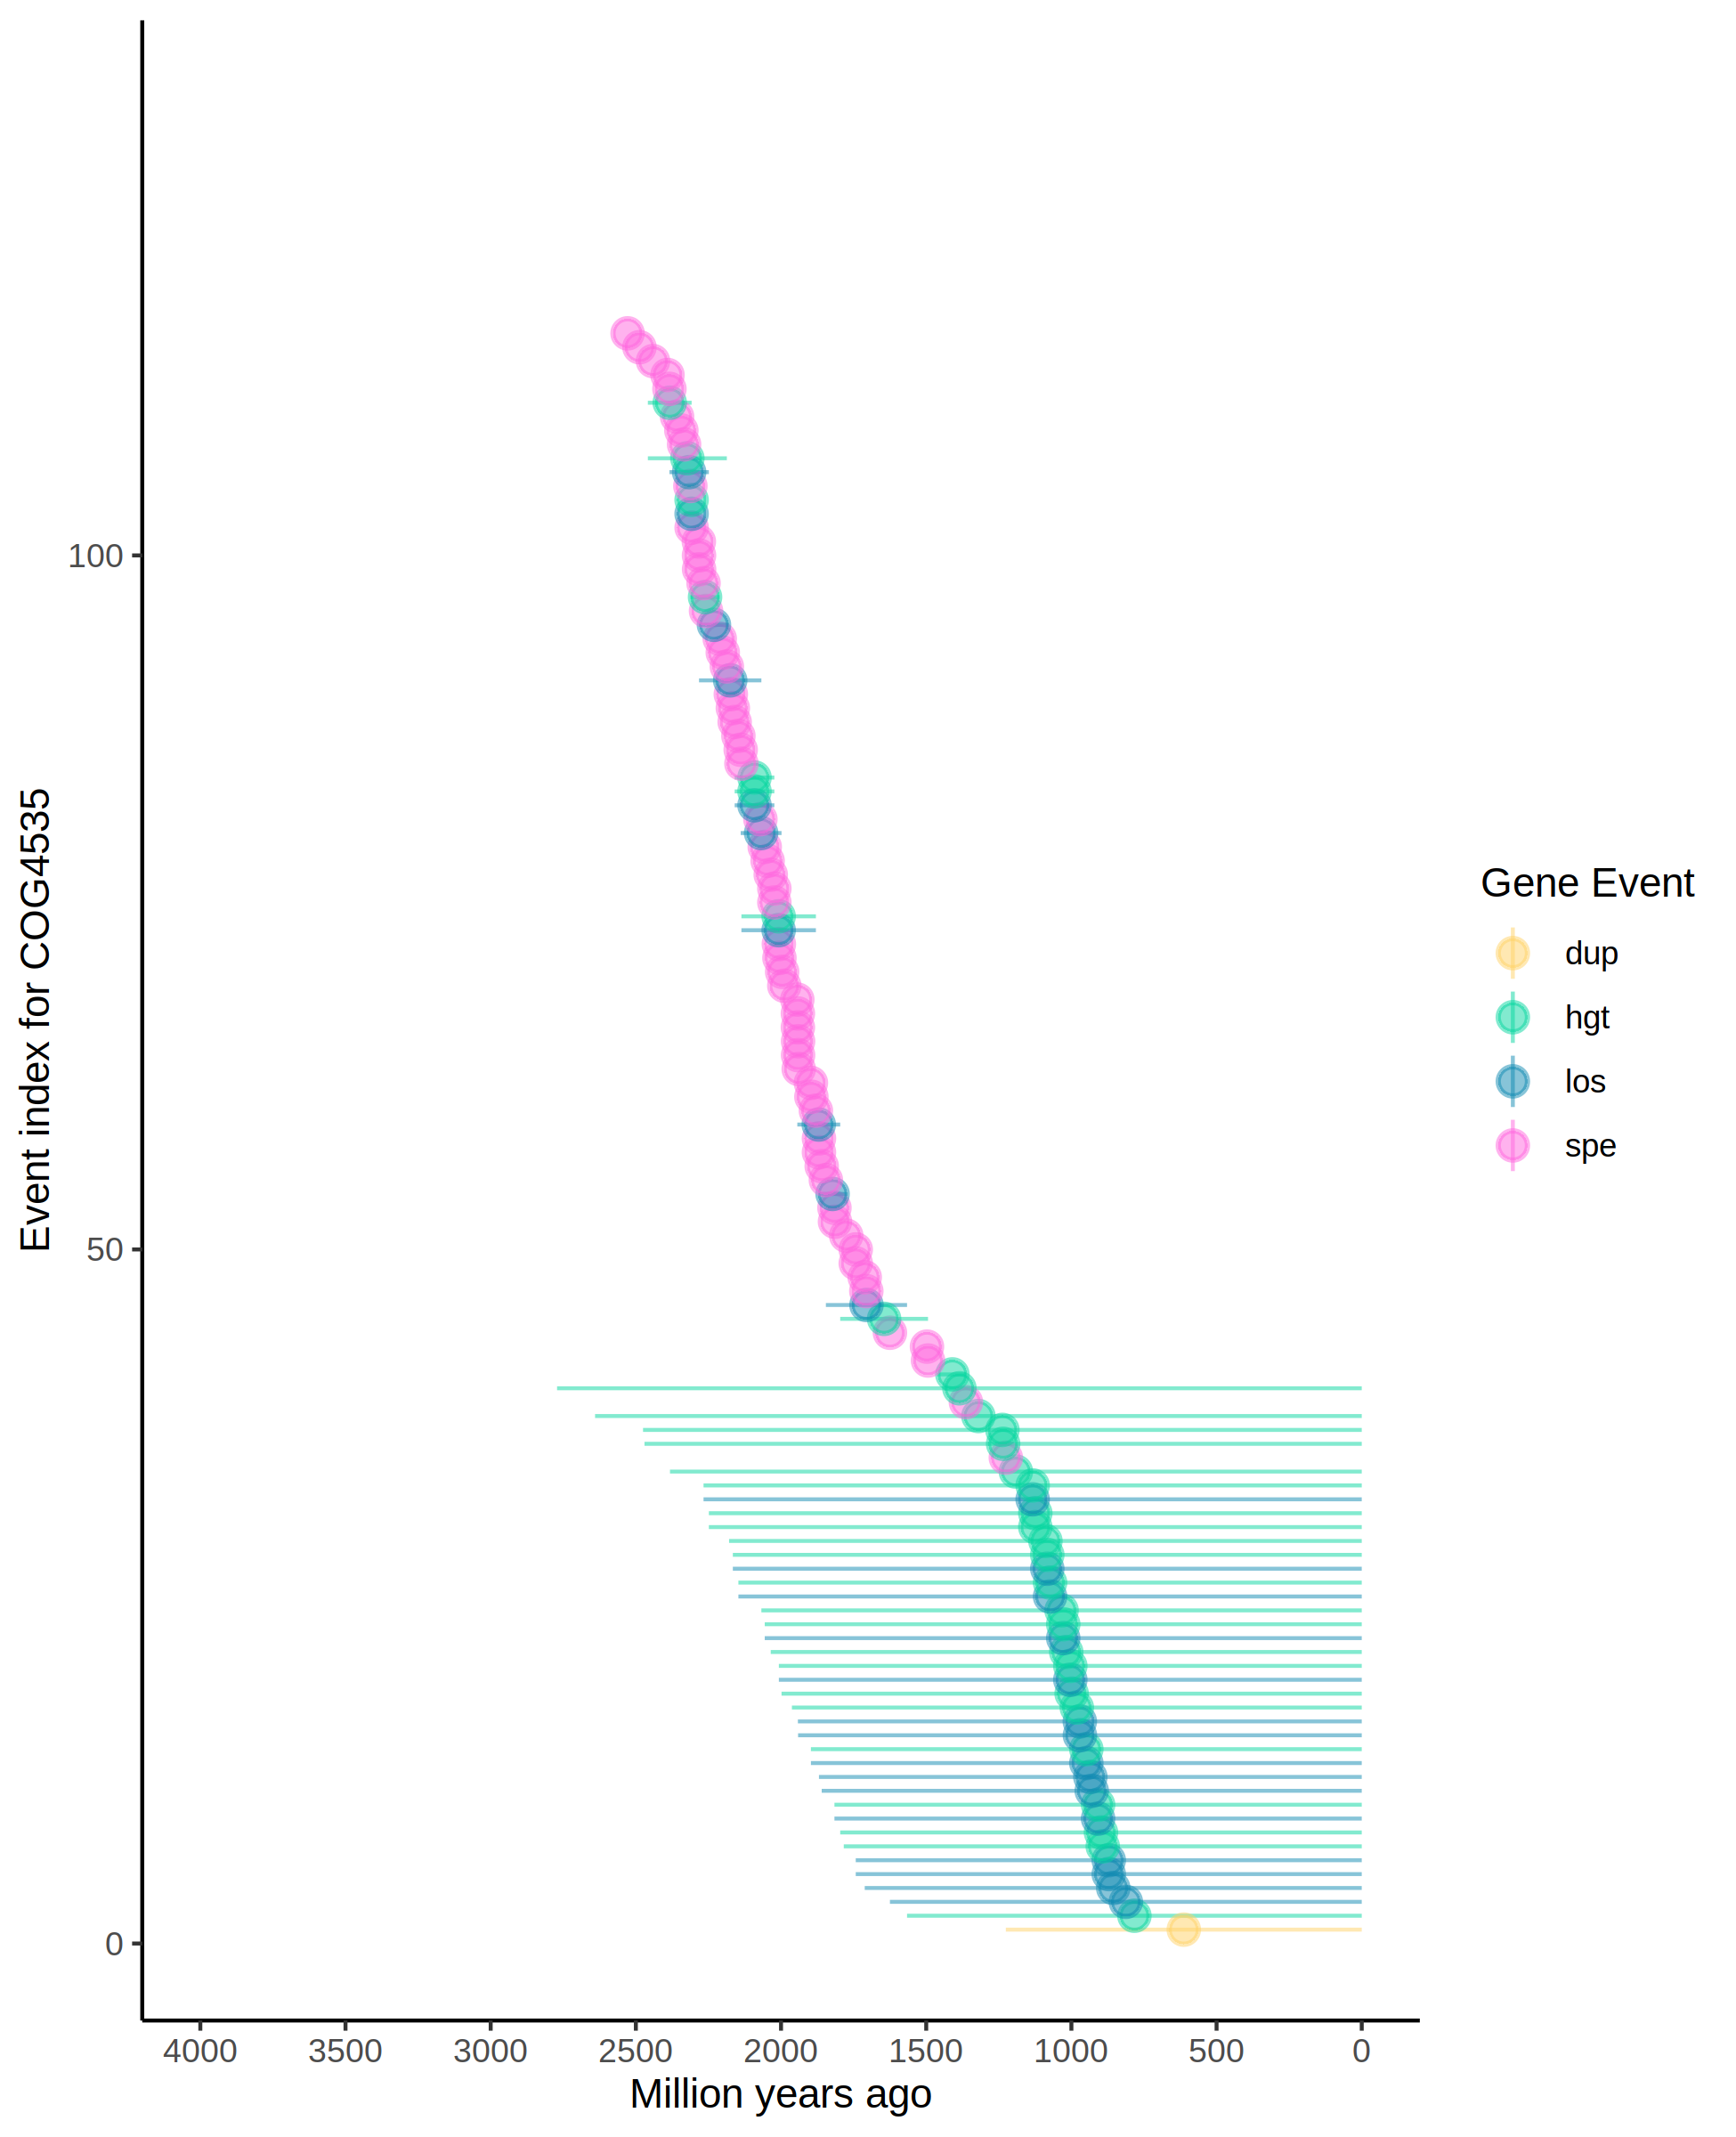 Event index for COG4535
100
50
0
4000 3500 3000 2500 2000 1500 1000 500 0
Million years ago
Gene Event
dup
hgt
los
spe